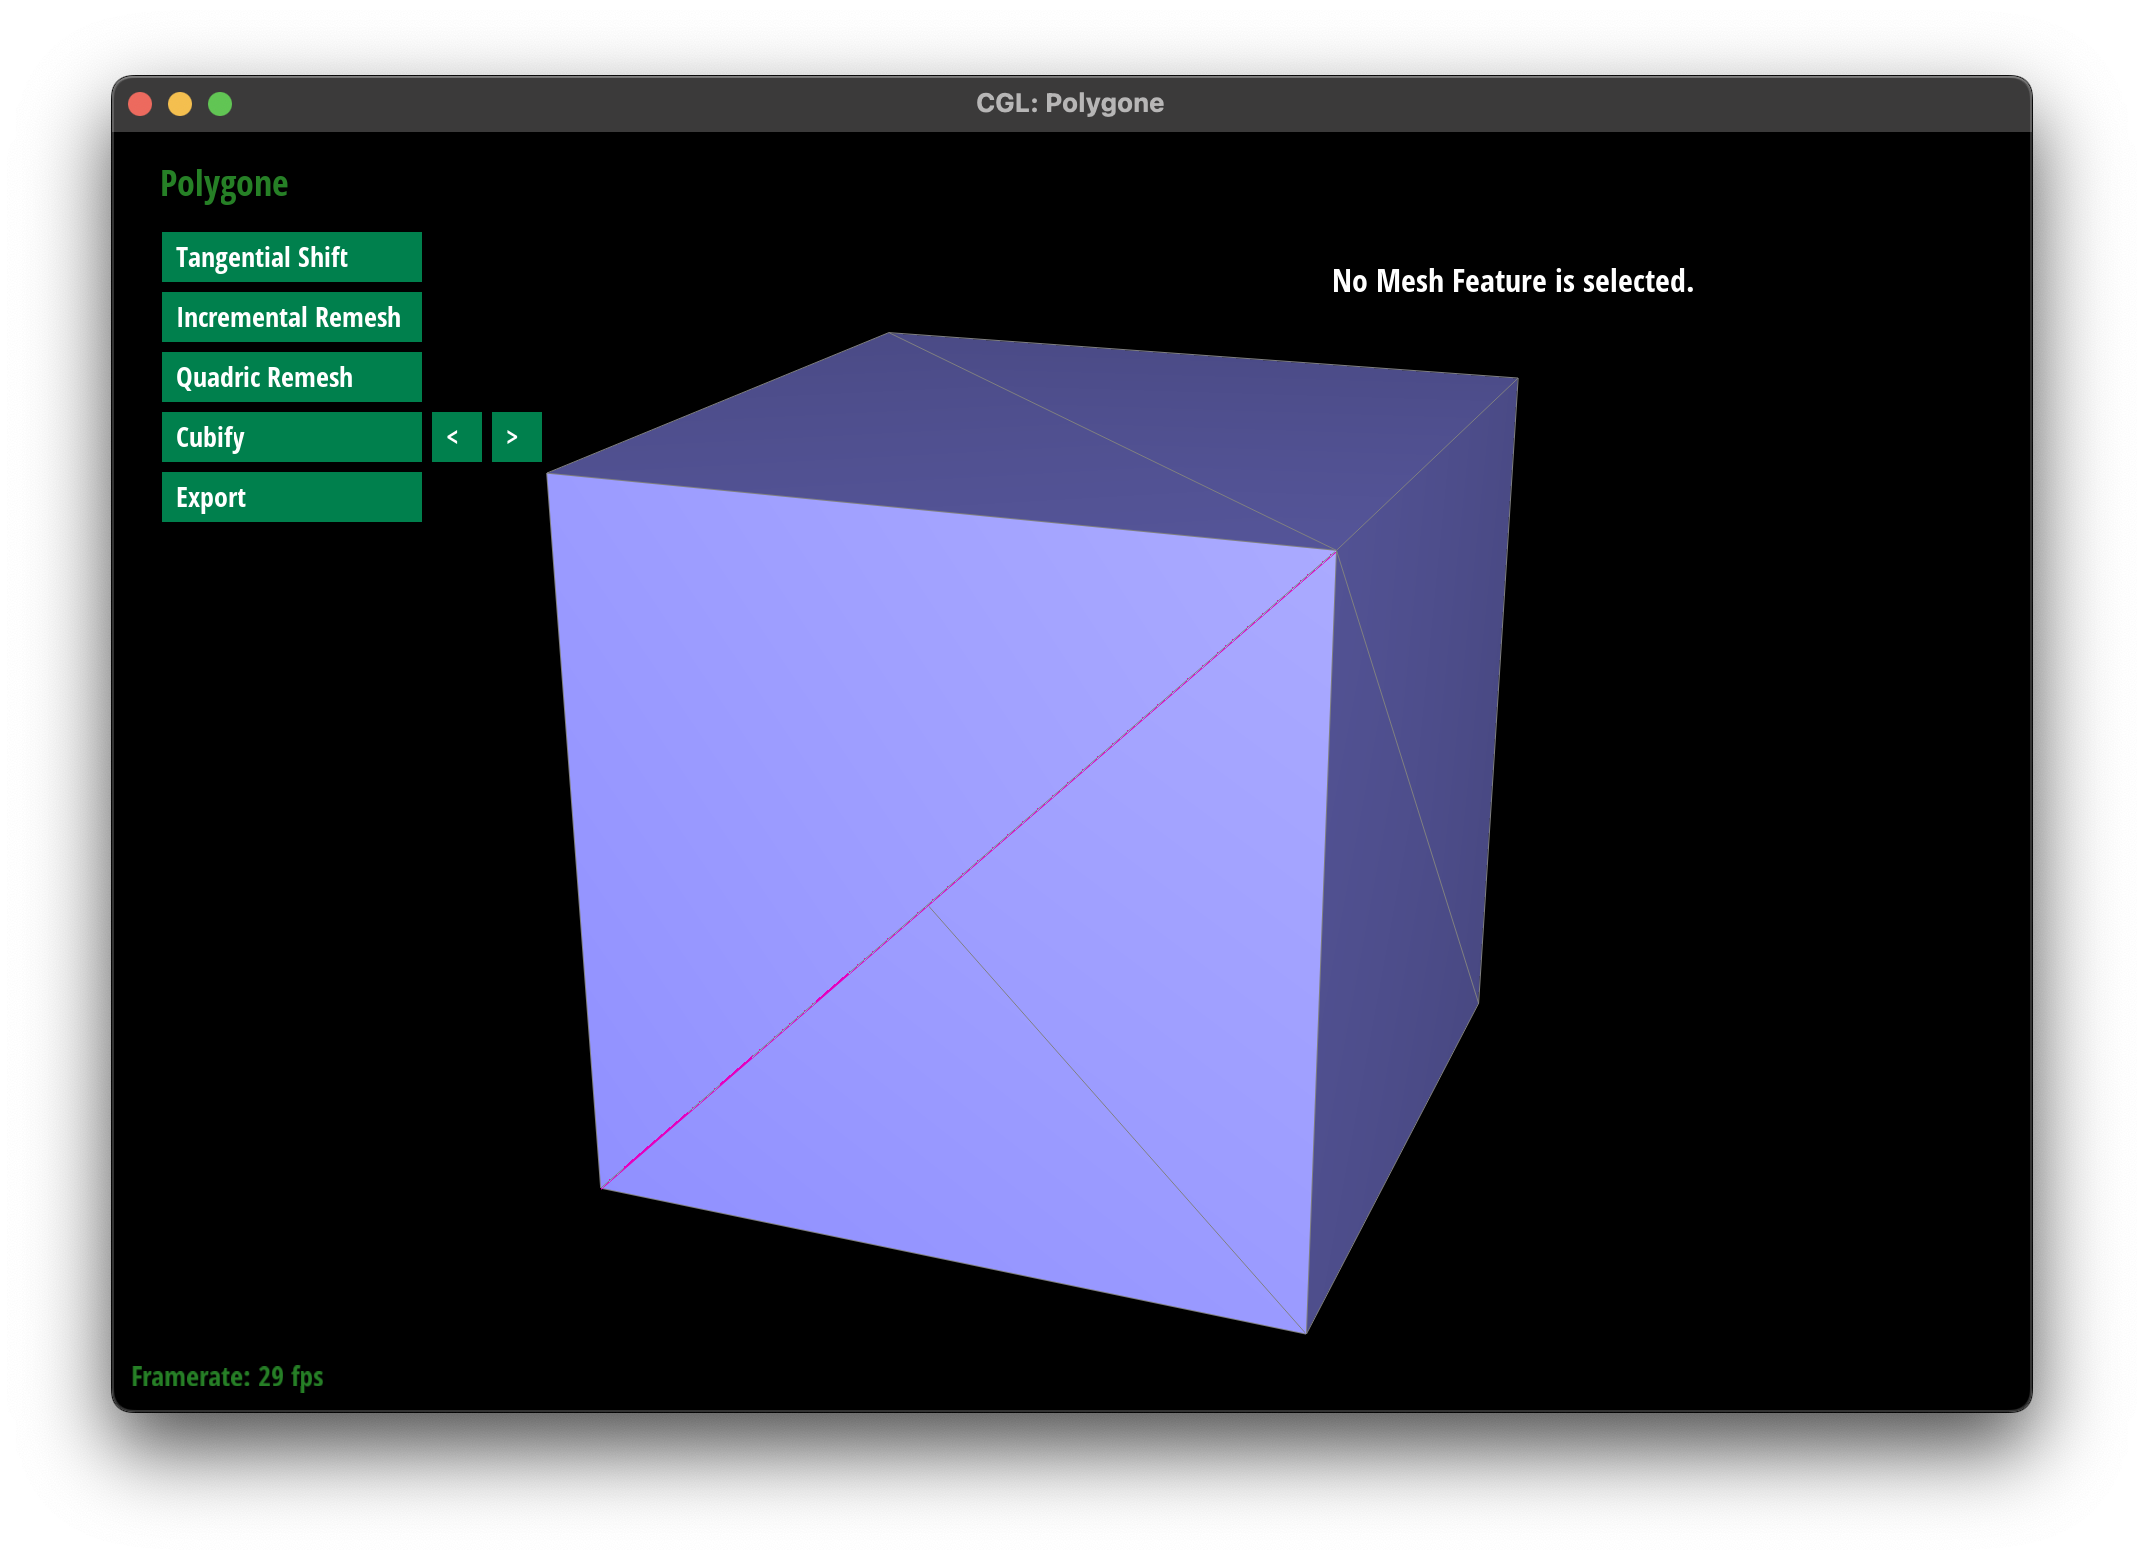 CGL: Polygone
Polygone
Tangential Shift
No Mesh Feature is selected.
Incremental Remesh
Quadric Remesh
Cubify < >
Export
Framerate: 29 fps